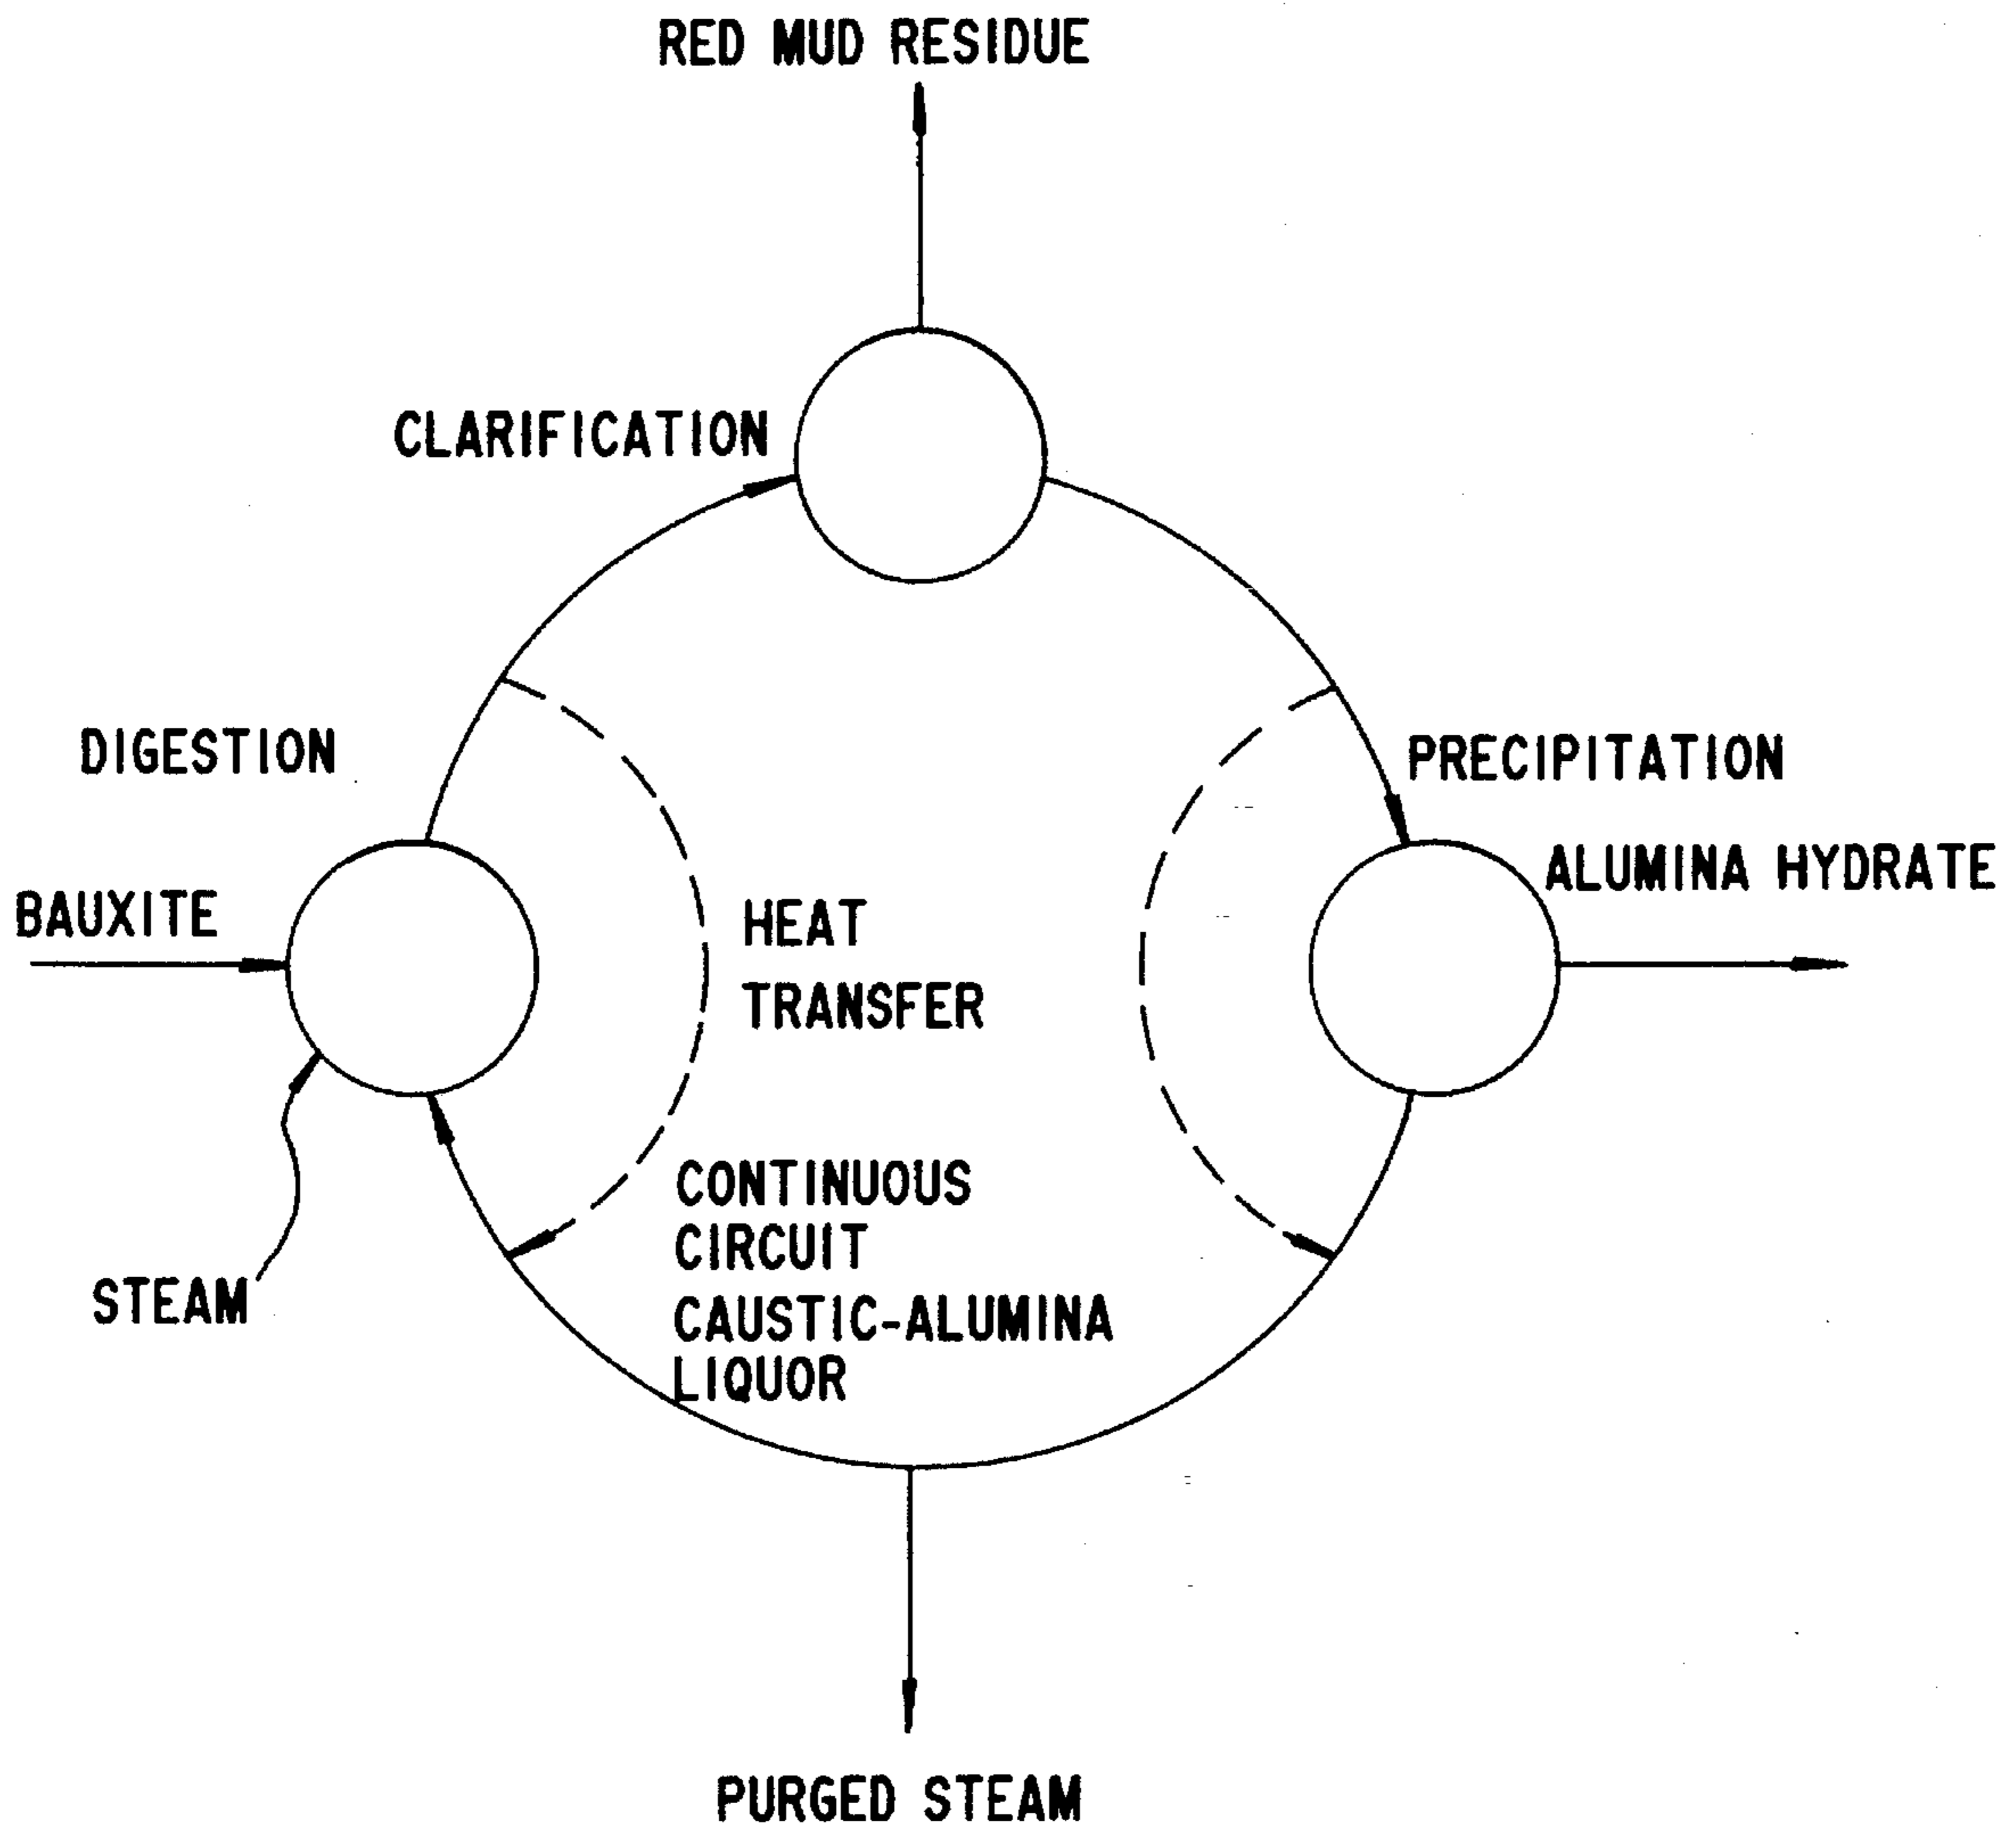 RED MUD RESIDUE
CLARIFICATION
DIGESTION
PRECIPITATION
ALUMINA HYDRATE
BAUXITE
HEAT
TRANSFER
CONTINUOUS
CIRCUIT
CAUSTIC-ALUMINA
LIQUOR
STEAM
PURGED STEAM